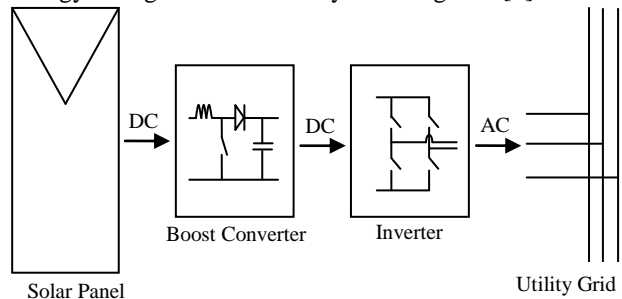 DC
DC
AC
Boost Converter
Inverter
Solar Panel
Utility Grid